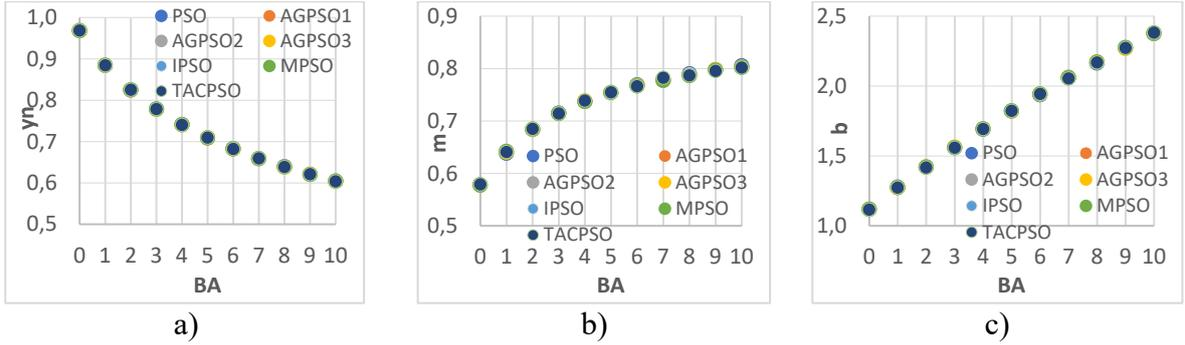 1,0
0,9
0,8
0,7
0,6
0,5
yn
PSO AGPSO1
AGPSO2 AGPSO3
IPSO MPSO
TACPSO
0 1 2 3 4 5 6 7 8 9 10
BA
a)
0,9
0,8
0,7
0,6
0,5
m
PSO AGPSO1
AGPSO2 AGPSO3
IPSO MPSO
TACPSO
0 1 2 3 4 5 6 7 8 9 10
BA
b)
2,5
2,0
1,5
1,0
b
PSO AGPSO1
AGPSO2 AGPSO3
IPSO MPSO
TACPSO
0 1 2 3 4 5 6 7 8 9 10
BA
c)